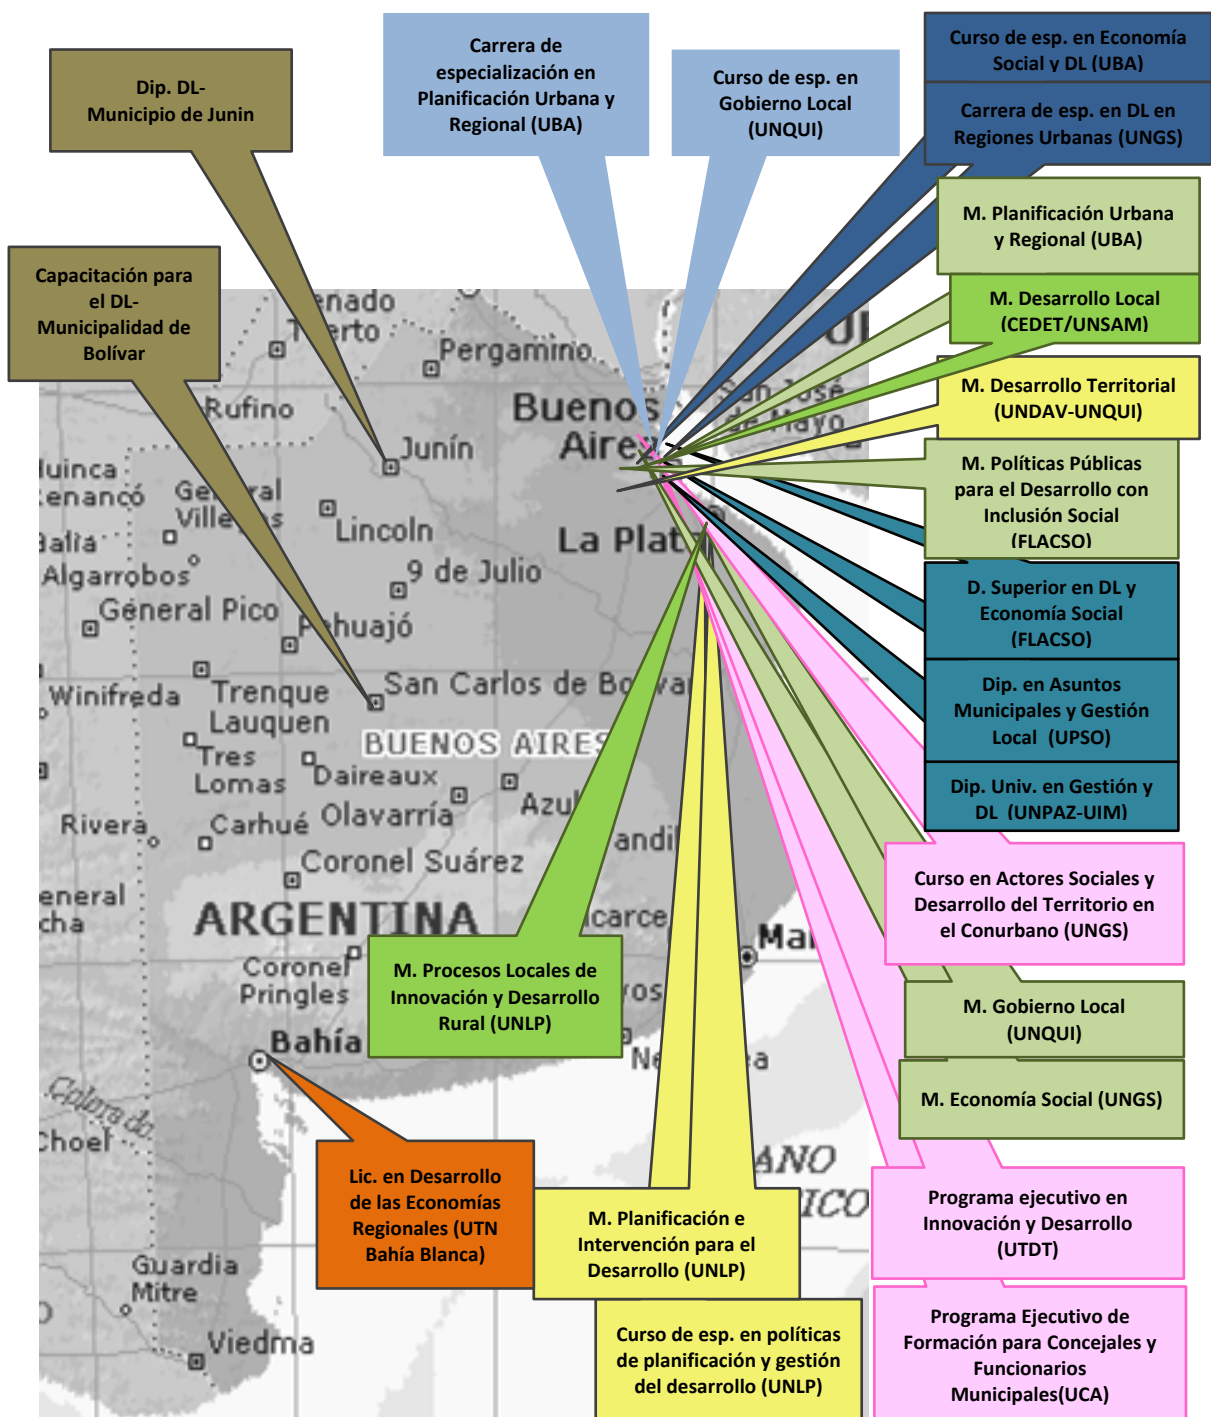 Dip. DL-
Municipio de Junin
Carrera de
especialización en
Planificación Urbana y
Regional (UBA)
Curso de esp. en
Gobierno Local
(UNQUI)
Curso de esp. en Economía
Social y DL (UBA)
Carrera de esp. en DL en
Regiones Urbanas (UNGS)
M. Planificación Urbana
y Regional (UBA)
M. Desarrollo Local
(CEDET/UNSAM)
M. Desarrollo Territorial
(UNDAV-UNQUI)
M. Políticas Públicas
para el Desarrollo con
Inclusión Social
(FLACSO)
D. Superior en DL y
Economía Social
(FLACSO)
Dip. en Asuntos
Municipales y Gestión
Local (UPSO)
Dip. Univ. en Gestión y
DL (UNPAZ-UIM)
Curso en Actores Sociales y
Desarrollo del Territorio en
el Conurbano (UNGS)
M. Gobierno Local
(UNQUI)
M. Economía Social (UNGS)
Programa ejecutivo en
Innovación y Desarrollo
(UTDT)
Programa Ejecutivo de
Formación para Concejales y
Funcionarios
Municipales(UCA)
Capacitación para
el DL-
Municipalidad de
Bolívar
M. Procesos Locales de
Innovación y Desarrollo
Rural (UNLP)
Lic. en Desarrollo
de las Economías
Regionales (UTN
Bahía Blanca)
M. Planificación e
Intervención para el
Desarrollo (UNLP)
Curso de esp. en políticas
de planificación y gestión
del desarrollo (UNLP)
Pergamino
San José
de Mayo
Rufino
Buenos
Aires
Junín
General
Villegas
Lincoln
La Plata
Algarrobos
9 de Julio
General Pico
Pehuajó
Winifreda
Trenque
Lauquen
San Carlos de Bolívar
BUENOS AIRES
Tres
Lomas
Daireaux
Olavarría
Azul
Rivera
Carhué
Coronel Suárez
ARGENTINA
Coronel
Pringles
Bahía
Colorado
Choel
Guardia
Mitre
Viedma